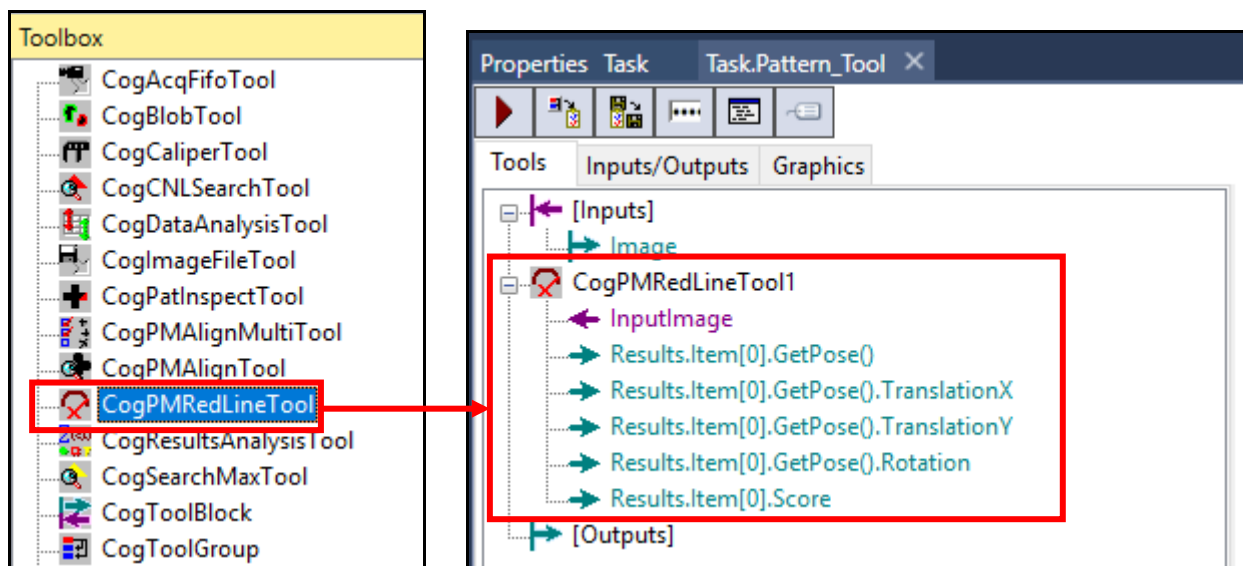 Toolbox
CogAcqFifoTool
CogBlobTool
CogCaliperTool
CogCNLSearchTool
CogDataAnalysisTool
CogImageFileTool
CogPatInspectTool
CogPMAlignMultiTool
CogPMAlignTool
CogPMRedLineTool
CogResultsAnalysisTool
CogSearchMaxTool
CogToolBlock
CogToolGroup
Properties Task Task.Pattern_Tool
Tools Inputs/Outputs Graphics
[Inputs]
Image
CogPMRedLineTool1
InputImage
Results.Item[0].GetPose()
Results.Item[0].GetPose().TranslationX
Results.Item[0].GetPose().TranslationY
Results.Item[0].GetPose().Rotation
Results.Item[0].Score
[Outputs]